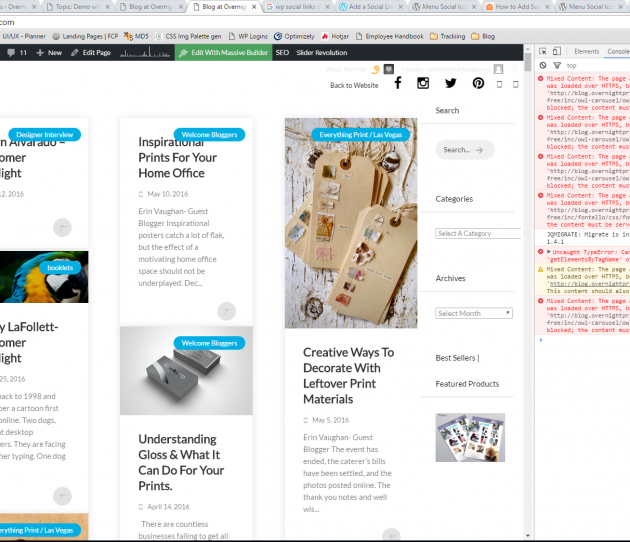 s - Overn
Topic: Demo with
Blog at Overnigh
Blog at Overnigh
wp social links c
Add a Social Lin
Menu Social Icon
How to Add Soc
Menu Social Icon
.com
UI/UX - Planner
Landing Pages | FCP
MD5
CSS Img Palette gen
WP Logins
Optimizely
Hotjar
Employee Handbook
Tracking
Blog
11
New
Edit Page
Edit With Massive Builder
SEO
Slider Revolution
Back to Website
Designer Interview
n Alvarado –
omer
light
12, 2016
booklets
y LaFollett-
omer
light
25, 2016
back to 1998 and
ber a cartoon first
online. Two dogs,
at desktop
ers. They are facing
her typing. One dog
erything Print / Las Vegas
Welcome Bloggers
Inspirational
Prints For Your
Home Office
May 10, 2016
Erin Vaughan- Guest
Blogger Inspirational
posters catch a lot of flak,
but the effect of a
motivating home office
space should not be
underplayed. Dec...
Welcome Bloggers
Understanding
Gloss & What It
Can Do For Your
Prints.
April 14, 2016
There are countless
businesses failing to get all
Everything Print / Las Vegas
Creative Ways To
Decorate With
Leftover Print
Materials
May 5, 2016
Erin Vaughan- Guest
Blogger The event has
ended, the caterer's bills
have been settled, and the
photos posted online. The
thank you notes and well
wis...
Search
Search...
Categories
Select A Category
Archives
Select Month
Best Sellers |
Featured Products
Elements
Console
top
Mixed Content: The page a
was loaded over HTTPS, b
'http://blog.overnightpr
free/inc/owl-carousel/ow
blocked; the content mus
Mixed Content: The page a
was loaded over HTTPS, b
'http://blog.overnightpr
free/inc/owl-carousel/ow
blocked; the content mus
Mixed Content: The page a
was loaded over HTTPS, b
'http://blog.overnightpr
free/inc/owl-carousel/ow
blocked; the content mus
Mixed Content: The page a
was loaded over HTTPS, b
'http://blog.overnightpr
free/inc/fontello/css/fo
the content must be serv
JQMIGRATE: Migrate is in
1.4.1
Uncaught TypeError: Can
'getElementsByTagName' o
Mixed Content: The page a
was loaded over HTTPS, b
'http://blog.overnightpr
This content should also
Mixed Content: The page a
was loaded over HTTPS, b
'http://blog.overnightpr
free/inc/owl-carousel/ow
blocked; the content mus